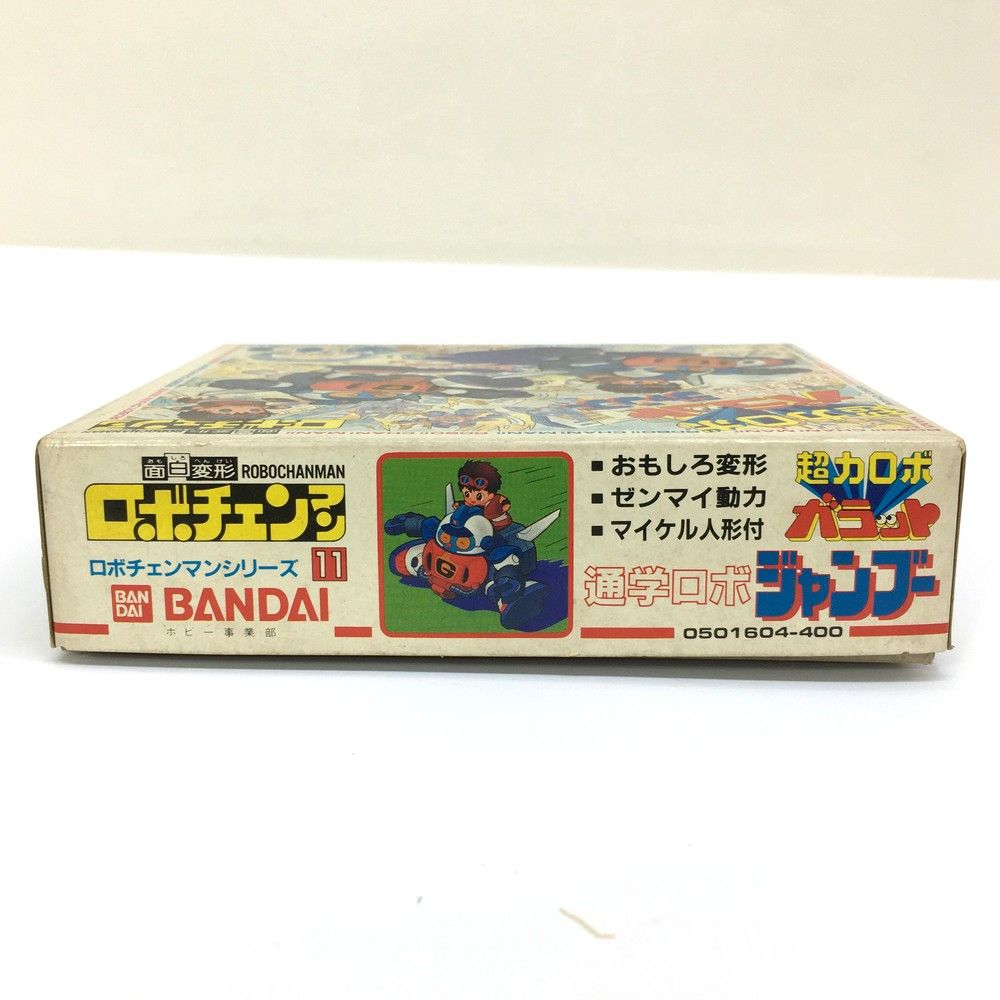 おも しろ へんけい
面白変形 ROBOCHANMAN
ロボチェンマン
ロボチェンマンシリーズ 11
BAN
DAI
BANDAI
ホビー事業部
G
■おもしろ変形
■ゼンマイ動力
■マイケル人形付
超力ロボ
ガラット
通学ロボ ジャンブー
0501604-400